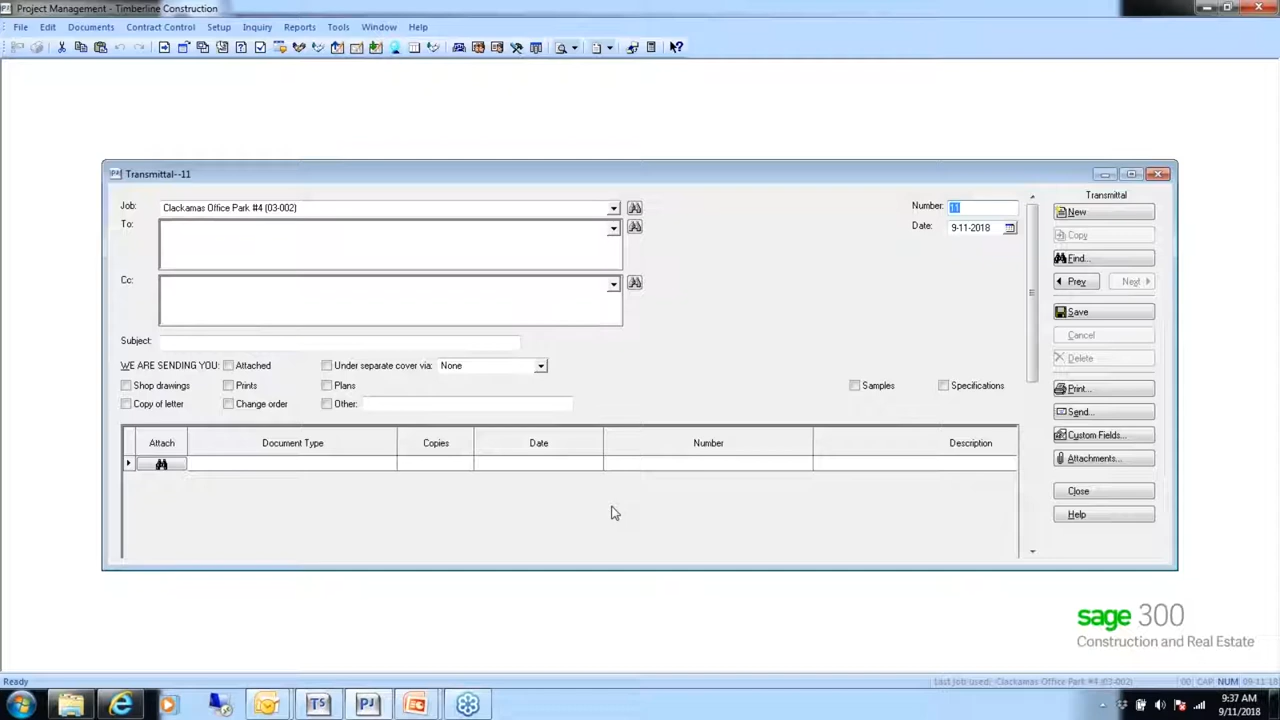 Project Management - Timberline Construction
File Edit Documents Contract Control Setup Inquiry Reports Tools Window Help
Transmittal--11
Job: Clackamas Office Park #4 (03-002)
Number: 11
Transmittal
New
To:
Date: 9-11-2018
Copy
Find...
Cc:
Prev Next
Save
Subject:
Cancel
WE ARE SENDING YOU: Attached Under separate cover via: None
Delete
Shop drawings Prints Plans Samples Specifications
Print...
Copy of letter Change order Other:
Send...
Attach Document Type Copies Date Number Description
Custom Fields...
Attachments...
Close
Help
sage 300
Construction and Real Estate
Ready
Last job used: Clackamas Office Park #4 (03-002) 00 CAP NUM 09-11-18
TS PJ
9:37 AM
9/11/2018